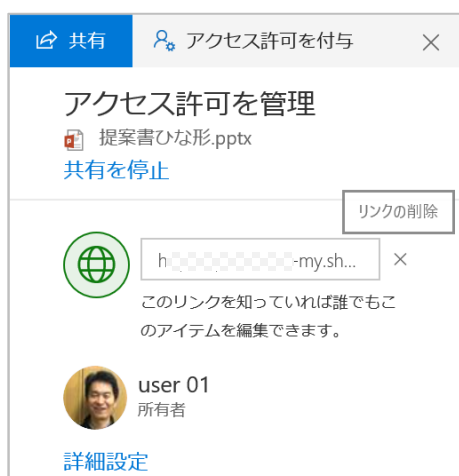 共有 アクセス許可を付与
アクセス許可を管理
提案書ひな形.pptx
共有を停止
リンクの削除
h -my.sh...
このリンクを知っていれば誰でもこ
のアイテムを編集できます。
user 01
所有者
詳細設定